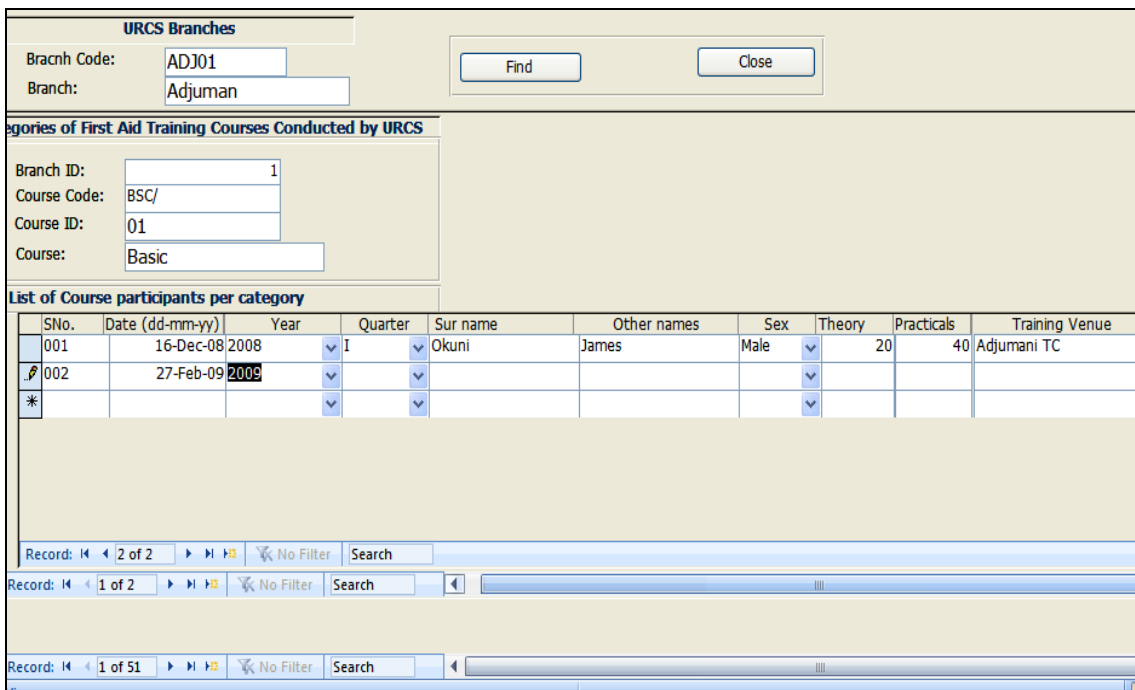 URCS Branches
Bracnh Code: ADJ01
Find Close
Branch: Adjuman
egories of First Aid Training Courses Conducted by URCS
Branch ID: 1
Course Code: BSC/
Course ID: 01
Course: Basic
List of Course participants per category
SNo. Date (dd-mm-yy) Year Quarter Sur name Other names Sex Theory Practicals Training Venue
001 16-Dec-08 2008 I Okuni James Male 20 40 Adjumani TC
002 27-Feb-09 2009
Record: 2 of 2 No Filter Search
Record: 1 of 2 No Filter Search
Record: 1 of 51 No Filter Search